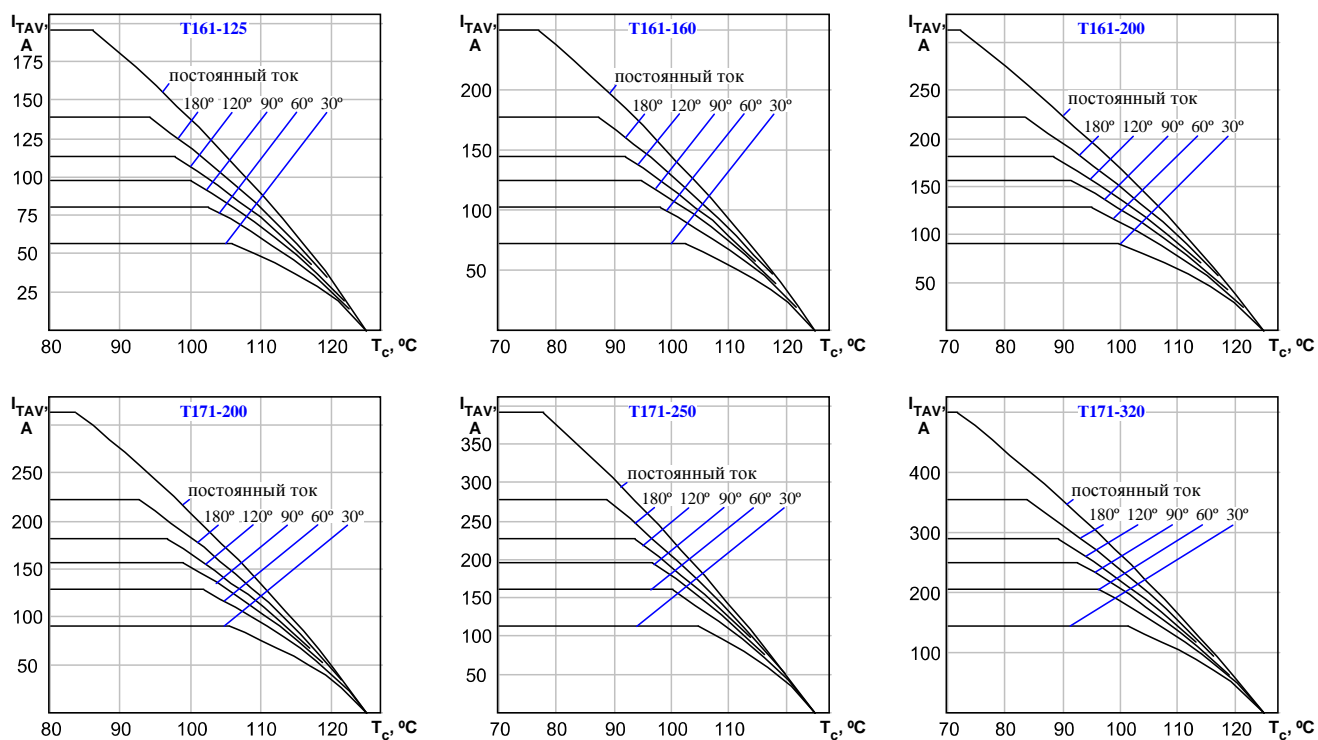 I_TAV, A
T161-125
175
150
125
100
75
50
25
постоянный ток
180º 120º 90º 60º 30º
80 90 100 110 120 T_c, ºC
I_TAV, A
T161-160
200
150
100
50
постоянный ток
180º 120º 90º 60º 30º
70 80 90 100 110 120 T_c, ºC
I_TAV, A
T161-200
250
200
150
100
50
постоянный ток
180º 120º 90º 60º 30º
70 80 90 100 110 120 T_c, ºC
I_TAV, A
T171-200
250
200
150
100
50
постоянный ток
180º 120º 90º 60º 30º
80 90 100 110 120 T_c, ºC
I_TAV, A
T171-250
350
300
250
200
150
100
50
постоянный ток
180º 120º 90º 60º 30º
70 80 90 100 110 120 T_c, ºC
I_TAV, A
T171-320
400
300
200
100
постоянный ток
180º 120º 90º 60º 30º
70 80 90 100 110 120 T_c, ºC